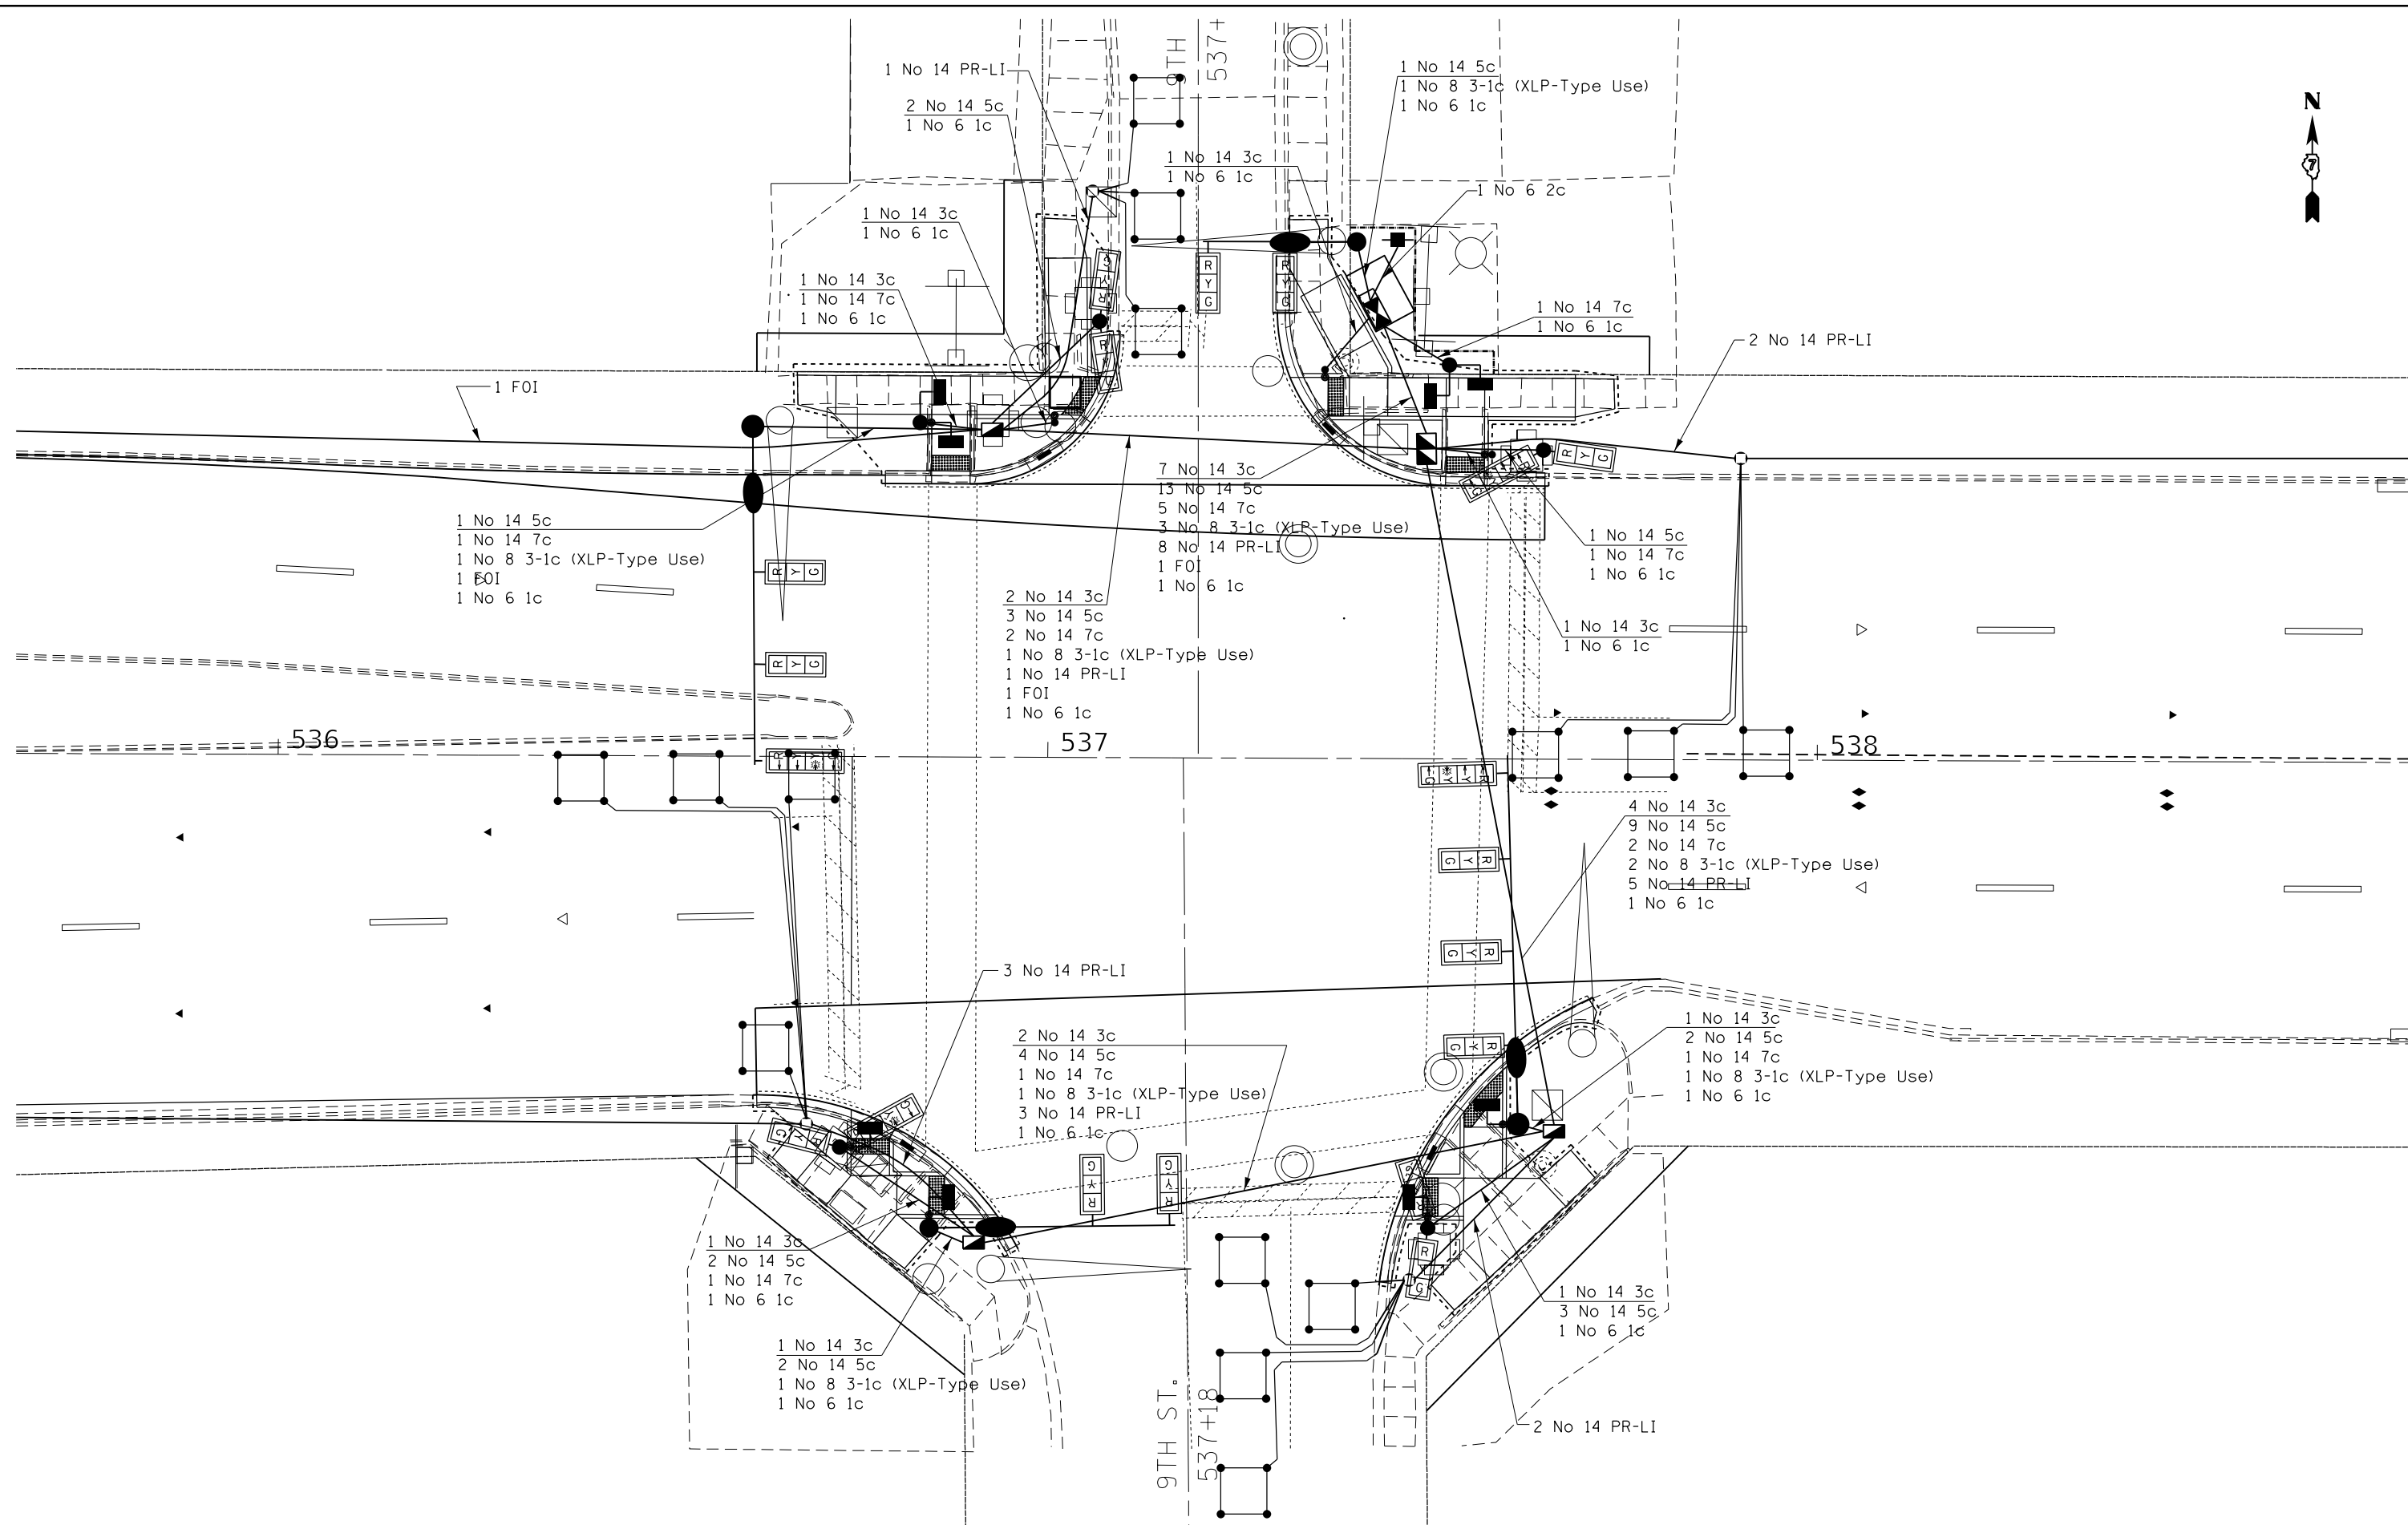 9TH
537+
N
7
1 No 14 PR-LI
2 No 14 5c
1 No 6 1c
1 No 14 5c
1 No 8 3-1c (XLP-Type Use)
1 No 6 1c
1 No 14 3c
1 No 6 1c
1 No 6 2c
1 No 14 3c
1 No 6 1c
1 No 14 3c
1 No 14 7c
1 No 6 1c
R
Y
G
R
Y
G
R
Y
G
1 No 14 7c
1 No 6 1c
2 No 14 PR-LI
1 FOI
R Y G
1 No 14 5c
1 No 14 7c
1 No 8 3-1c (XLP-Type Use)
1 FOI
1 No 6 1c
7 No 14 3c
13 No 14 5c
5 No 14 7c
3 No 8 3-1c (XLP-Type Use)
8 No 14 PR-LI
1 FOI
1 No 6 1c
1 No 14 5c
1 No 14 7c
1 No 6 1c
R Y G
2 No 14 3c
3 No 14 5c
2 No 14 7c
1 No 8 3-1c (XLP-Type Use)
1 No 14 PR-LI
1 FOI
1 No 6 1c
1 No 14 3c
1 No 6 1c
R Y G
536
537
538
R Y Y G
G Y Y R
4 No 14 3c
9 No 14 5c
2 No 14 7c
2 No 8 3-1c (XLP-Type Use)
5 No 14 PR-LI
1 No 6 1c
G Y R
G Y R
3 No 14 PR-LI
2 No 14 3c
4 No 14 5c
1 No 14 7c
1 No 8 3-1c (XLP-Type Use)
3 No 14 PR-LI
1 No 6 1c
G Y R
1 No 14 3c
2 No 14 5c
1 No 14 7c
1 No 8 3-1c (XLP-Type Use)
1 No 6 1c
G Y R
G
Y
R
G
Y
R
1 No 14 3c
2 No 14 5c
1 No 14 7c
1 No 6 1c
R
G
1 No 14 3c
3 No 14 5c
1 No 6 1c
1 No 14 3c
2 No 14 5c
1 No 8 3-1c (XLP-Type Use)
1 No 6 1c
2 No 14 PR-LI
9TH ST.
537+18